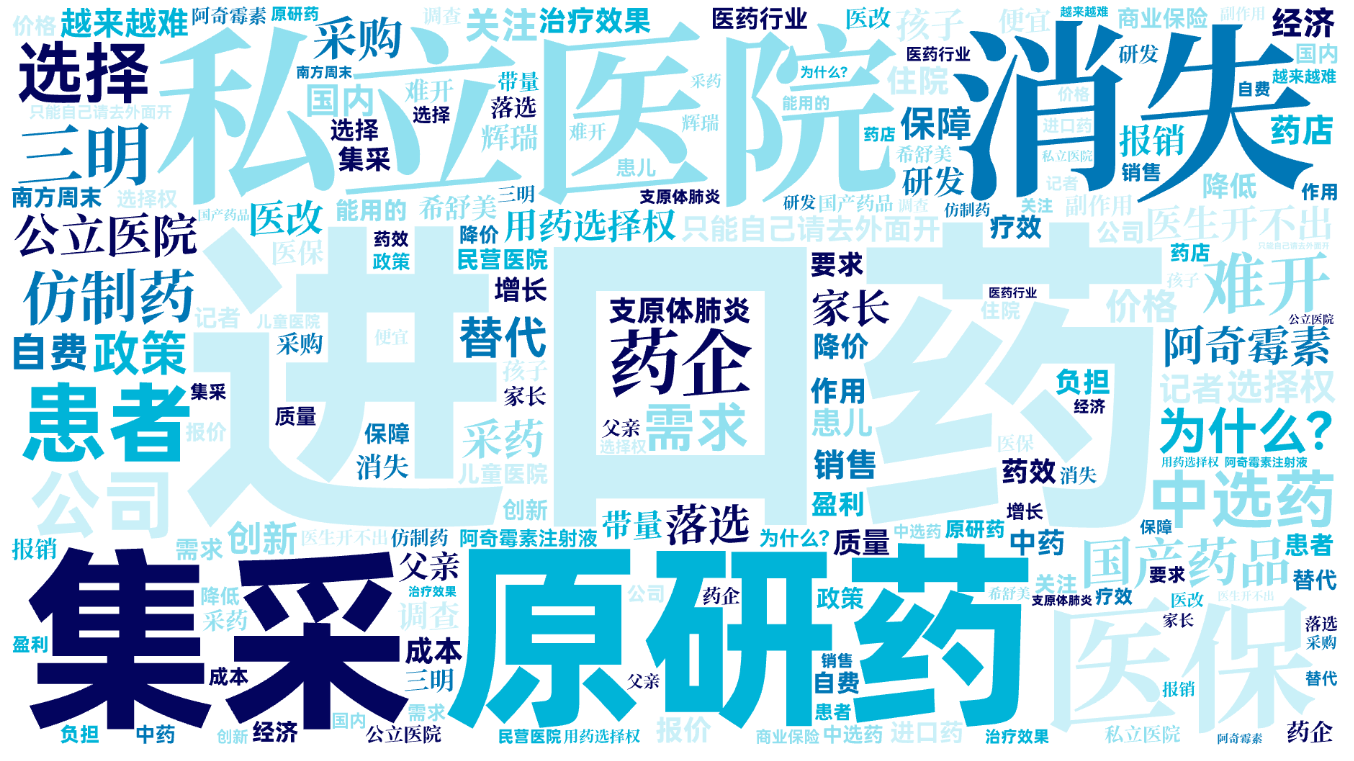 价格 越来越难 阿奇霉素 原研药 调查 关注 治疗效果 医药行业 医改 孩子 便宜 越来越难 商业保险 副作用 经济
选择 采购 私立医院 消失
南方周末 带量 采药 为什么? 医药行业 研发 国内
国内 难开 落选 能用的 住院 价格 自费 越来越难
只能自己请去外面开 选择 选择 辉瑞 难开 辉瑞 药店 保障 进口药 报销 药店
三明 集采 患儿 希舒美 私立医院 销售
南方周末 选择权 三明 支原体肺炎 研发 记者 降低 作用
国产药品 医改 能用的 希舒美 研发 国产药品 调查 仿制药 关注 副作用
公立医院 用药选择权 只能自己请去外面开 疗效 公司 医生开不出
医保 药效 降价 只能自己请去外面开
政策 民营医院 要求 药店
仿制药 增长 进口药 孩子 难开
记者 儿童医院 支原体肺炎 家长 医药行业 住院 价格 公立医院
自费 政策 采购 便宜 替代 药企 降价 阿奇霉素
孩子 作用 负担 记者 选择权
患者 集采 家长 经济
质量 父亲 需求 患儿 为什么?
报价 保障 采药 选择权 医保
消失 儿童医院 销售 药效 消失 用药选择权 阿奇霉素注射液
公司 创新 盈利 增长 中选药
创新 带量 落选 中选药 原研药 保障
报销 需求 医生开不出 仿制药 阿奇霉素注射液 为什么? 质量 中药 国产药品 患者
集采 父亲 原研药 要求 替代
降低 治疗效果 公司 药企 政策 希舒美 关注 支原体肺炎 疗效 医改 医生开不出
采药 调查 家长 落选
盈利 成本 医保 采购
成本 三明 父亲 销售 自费 报销 替代
国内 需求 患者
负担 中药 创新 经济 公立医院 民营医院 用药选择权 报价 商业保险 中选药 进口药 治疗效果 私立医院 阿奇霉素 药企